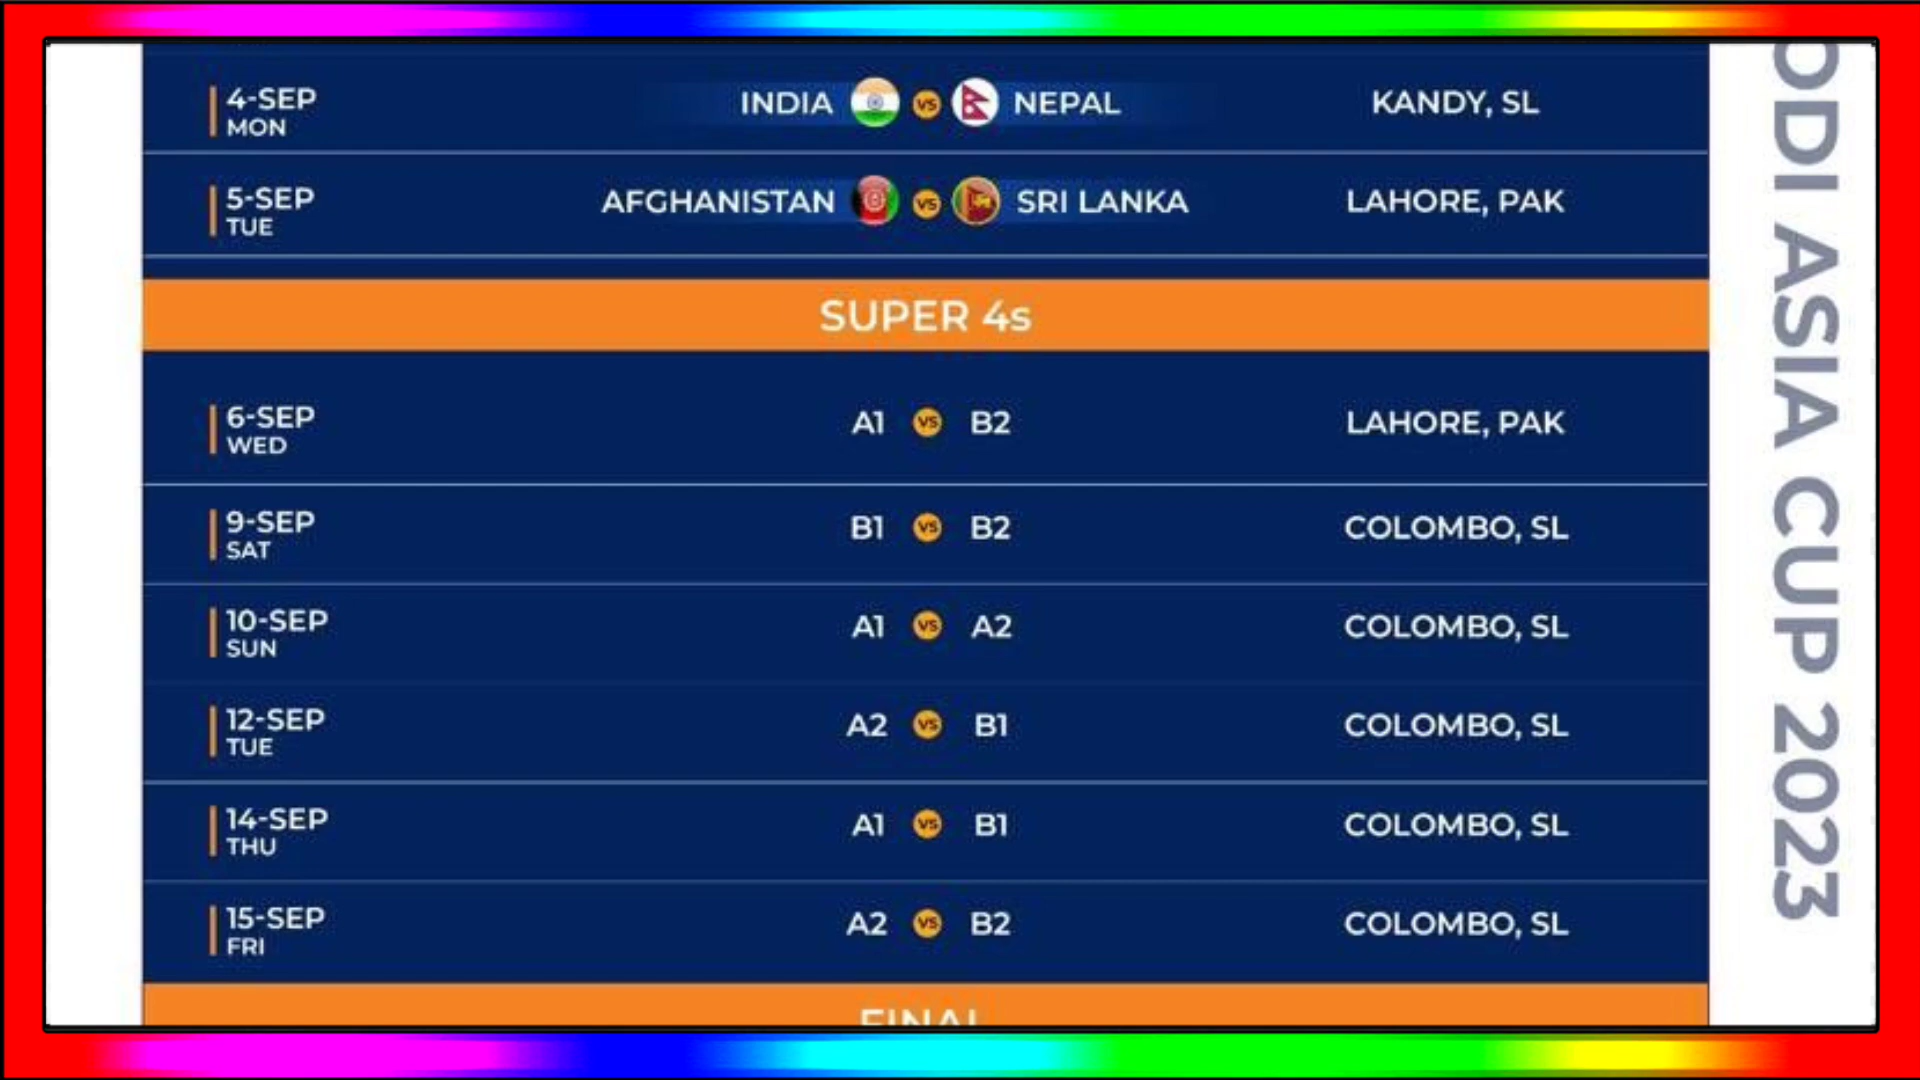 4-SEP
MON
INDIA VS NEPAL
KANDY, SL
5-SEP
TUE
AFGHANISTAN VS SRI LANKA
LAHORE, PAK
SUPER 4s
6-SEP
WED
A1 VS B2
LAHORE, PAK
9-SEP
SAT
B1 VS B2
COLOMBO, SL
10-SEP
SUN
A1 VS A2
COLOMBO, SL
12-SEP
TUE
A2 VS B1
COLOMBO, SL
14-SEP
THU
A1 VS B1
COLOMBO, SL
15-SEP
FRI
A2 VS B2
COLOMBO, SL
FINAL
ODI ASIA CUP 2023